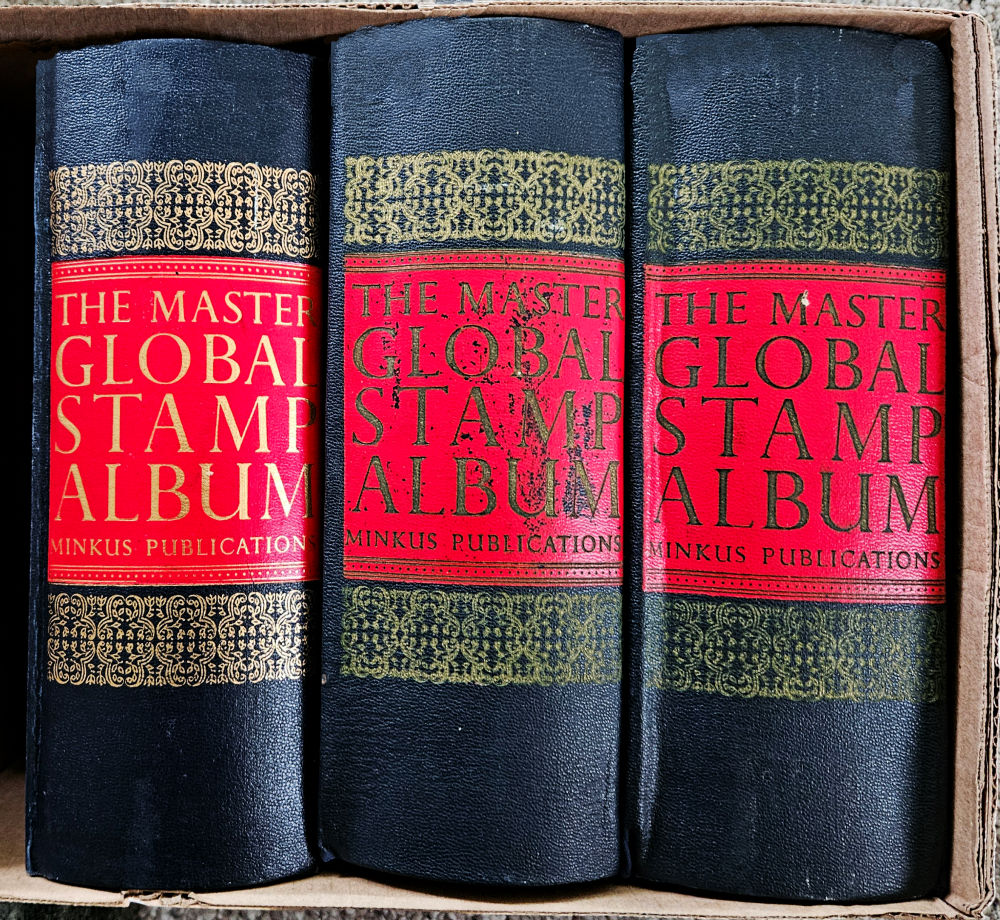 THE MASTER
GLOBAL
STAMP
ALBUM
MINKUS PUBLICATIONS
THE MASTER
GLOBAL
STAMP
ALBUM
MINKUS PUBLICATIONS
THE MASTER
GLOBAL
STAMP
ALBUM
MINKUS PUBLICATIONS